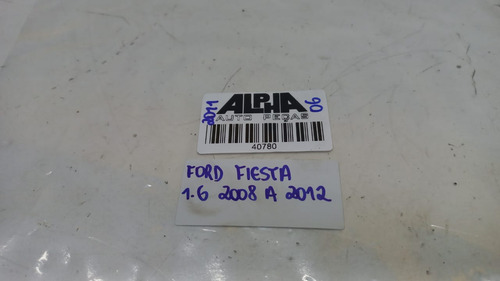 2011
ALPHA
06
AUTO PEÇAS
40780
FORD FIESTA
1.6 2008 A 2012